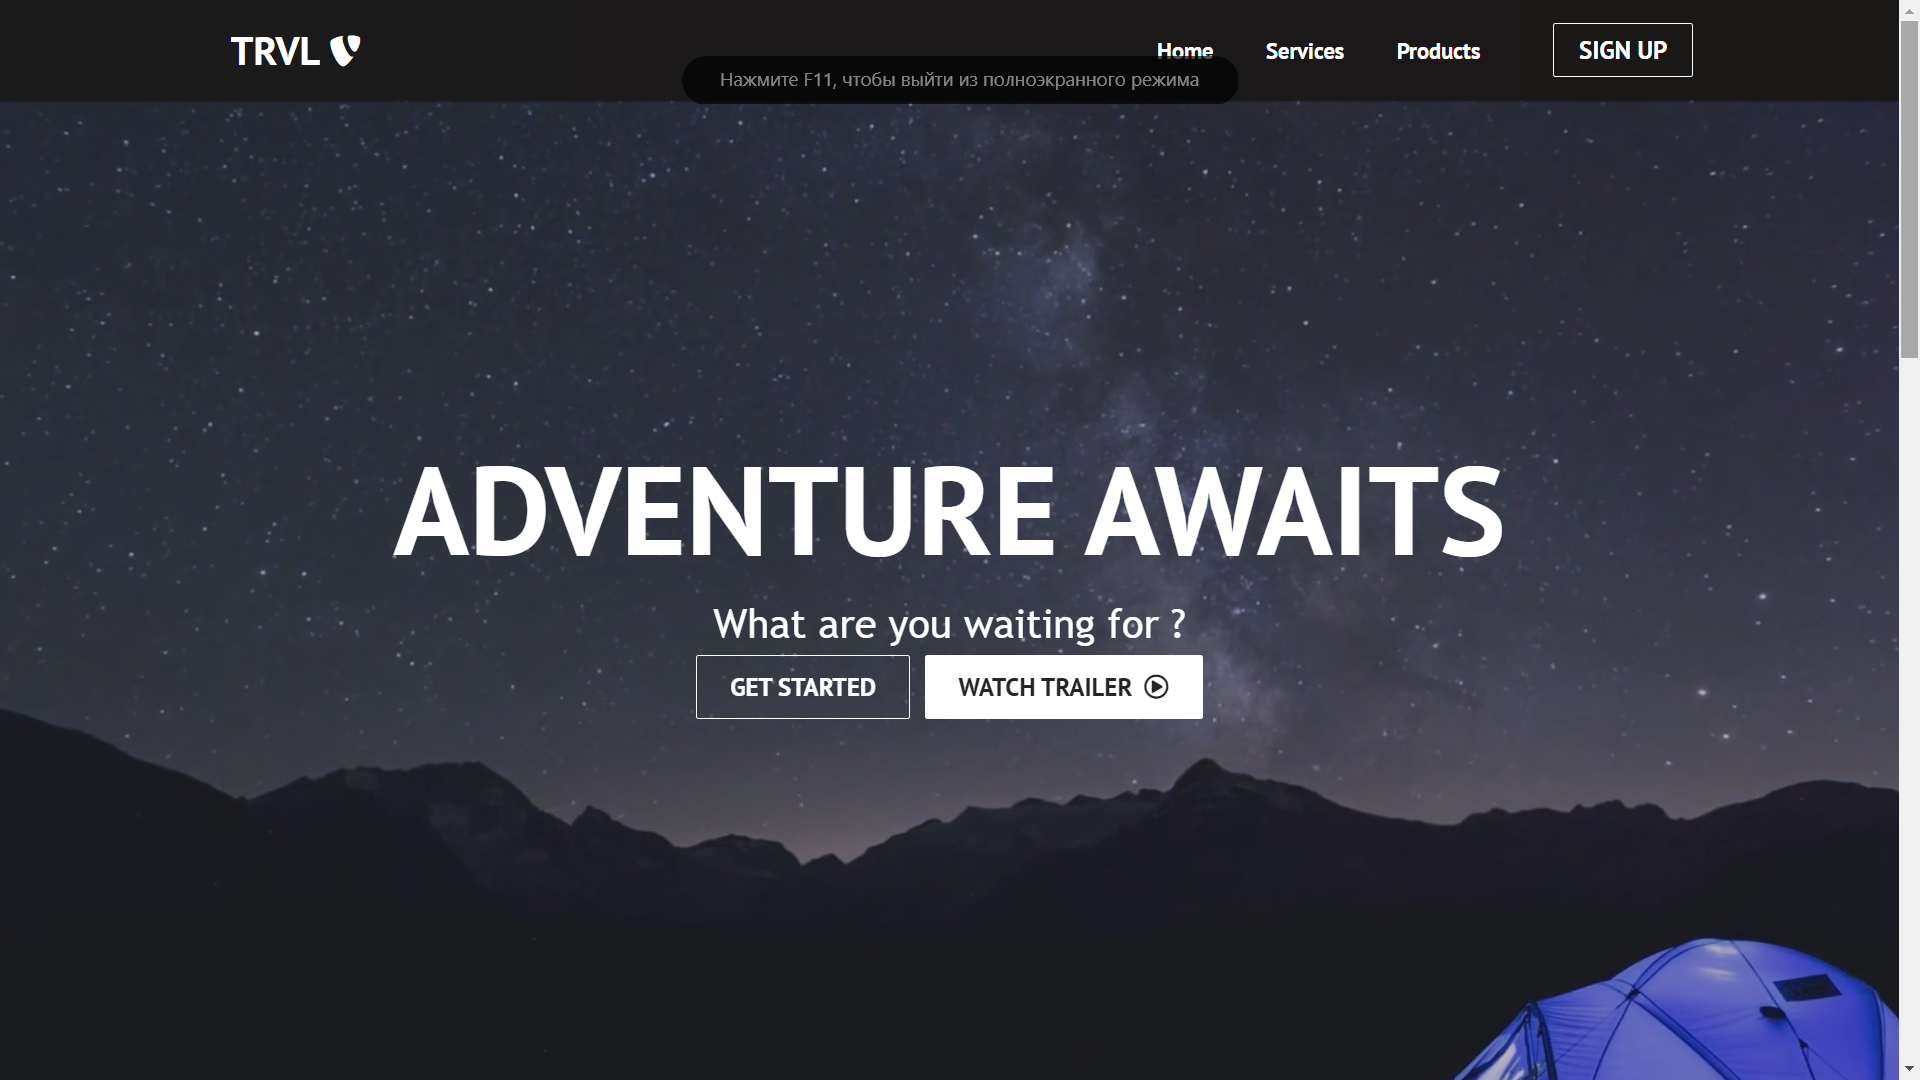 TRVL
Home
Services
Products
SIGN UP
Нажмите F11, чтобы выйти из полноэкранного режима
ADVENTURE AWAITS
What are you waiting for ?
GET STARTED
WATCH TRAILER